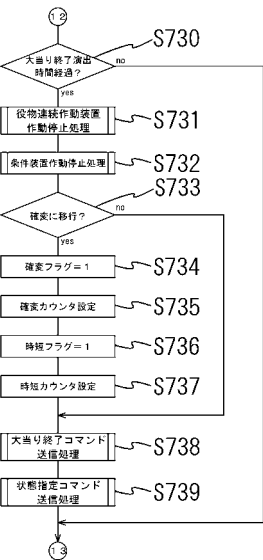 12
S730
大当り終了演出
時間経過？
no
yes
役物連続作動装置
作動停止処理
S731
条件装置作動停止処理
S732
S733
確変に移行？
no
yes
確変フラグ＝１
S734
確変カウンタ設定
S735
時短フラグ＝１
S736
時短カウンタ設定
S737
大当り終了コマンド
送信処理
S738
状態指定コマンド
送信処理
S739
13